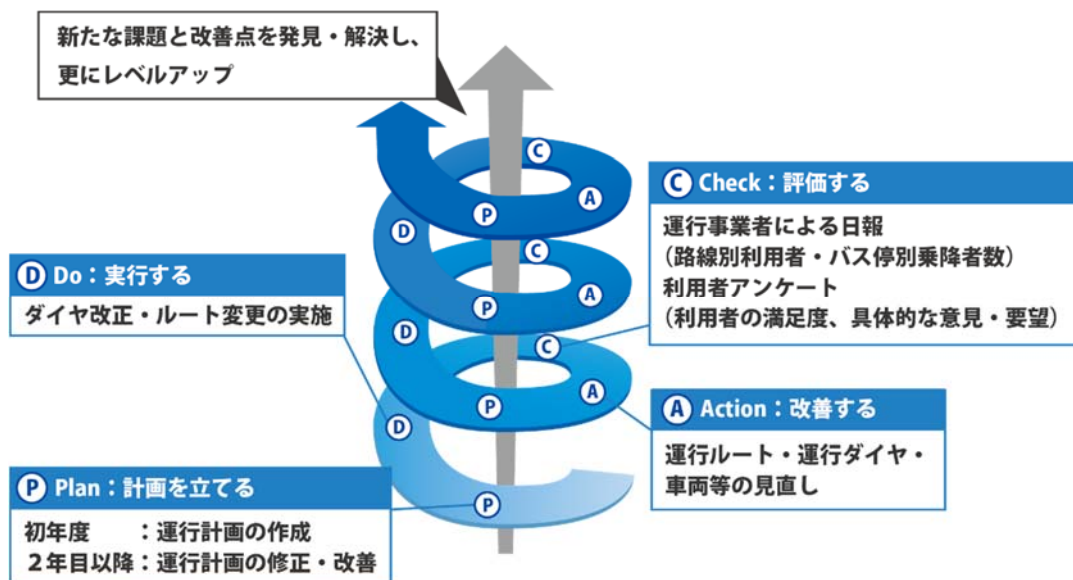 新たな課題と改善点を発見・解決し、
更にレベルアップ
C
A
P
D
C
A
P
D
C
A
P
D
P
C Check：評価する
運行事業者による日報
（路線別利用者・バス停別乗降者数）
利用者アンケート
（利用者の満足度、具体的な意見・要望）
D Do：実行する
ダイヤ改正・ルート変更の実施
A Action：改善する
運行ルート・運行ダイヤ・
車両等の見直し
P Plan：計画を立てる
初年度　　：運行計画の作成
２年目以降：運行計画の修正・改善